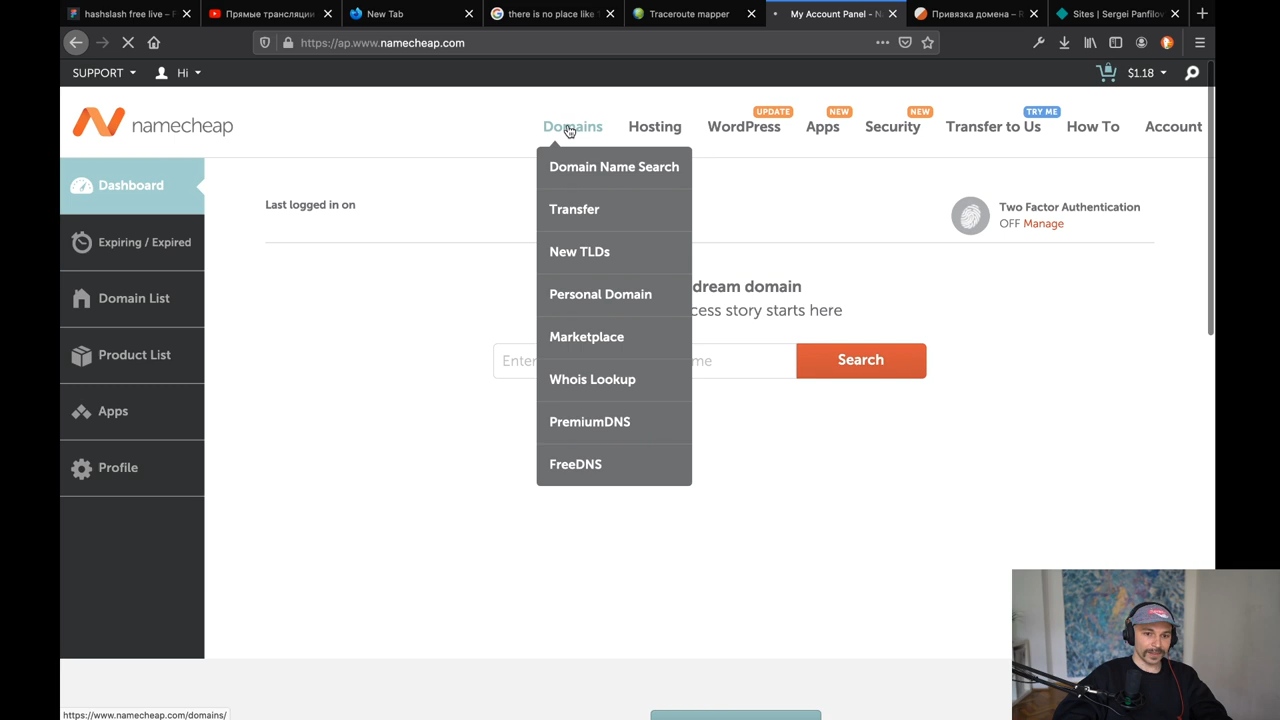 hashslash free live – F
Прямые трансляции
New Tab
there is no place like 1
Traceroute mapper
My Account Panel - N
Привязка домена – R
Sites | Sergei Panfilov
https://ap.www.namecheap.com
SUPPORT
Hi
$1.18
namecheap
UPDATE
NEW
NEW
TRY ME
Domains
Hosting
WordPress
Apps
Security
Transfer to Us
How To
Account
Domain Name Search
Dashboard
Last logged in on
Transfer
Two Factor Authentication
OFF Manage
Expiring / Expired
New TLDs
Domain List
Personal Domain
dream domain
cess story starts here
Product List
Marketplace
Enter
me
Search
Whois Lookup
Apps
PremiumDNS
Profile
FreeDNS
https://www.namecheap.com/domains/